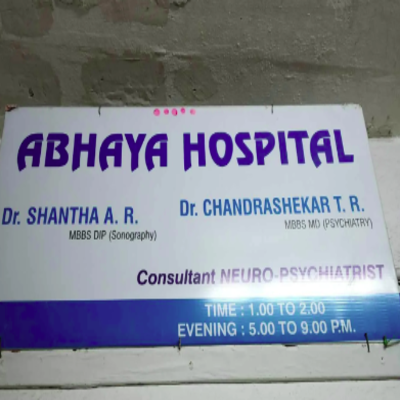 ABHAYA HOSPITAL
Dr. SHANTHA A. R.
MBBS DIP (Sonography)
Dr. CHANDRASHEKAR T. R.
MBBS MD (PSYCHIATRY)
Consultant NEURO-PSYCHIATRIST
TIME : 1.00 TO 2.00
EVENING : 5.00 TO 9.00 P.M.